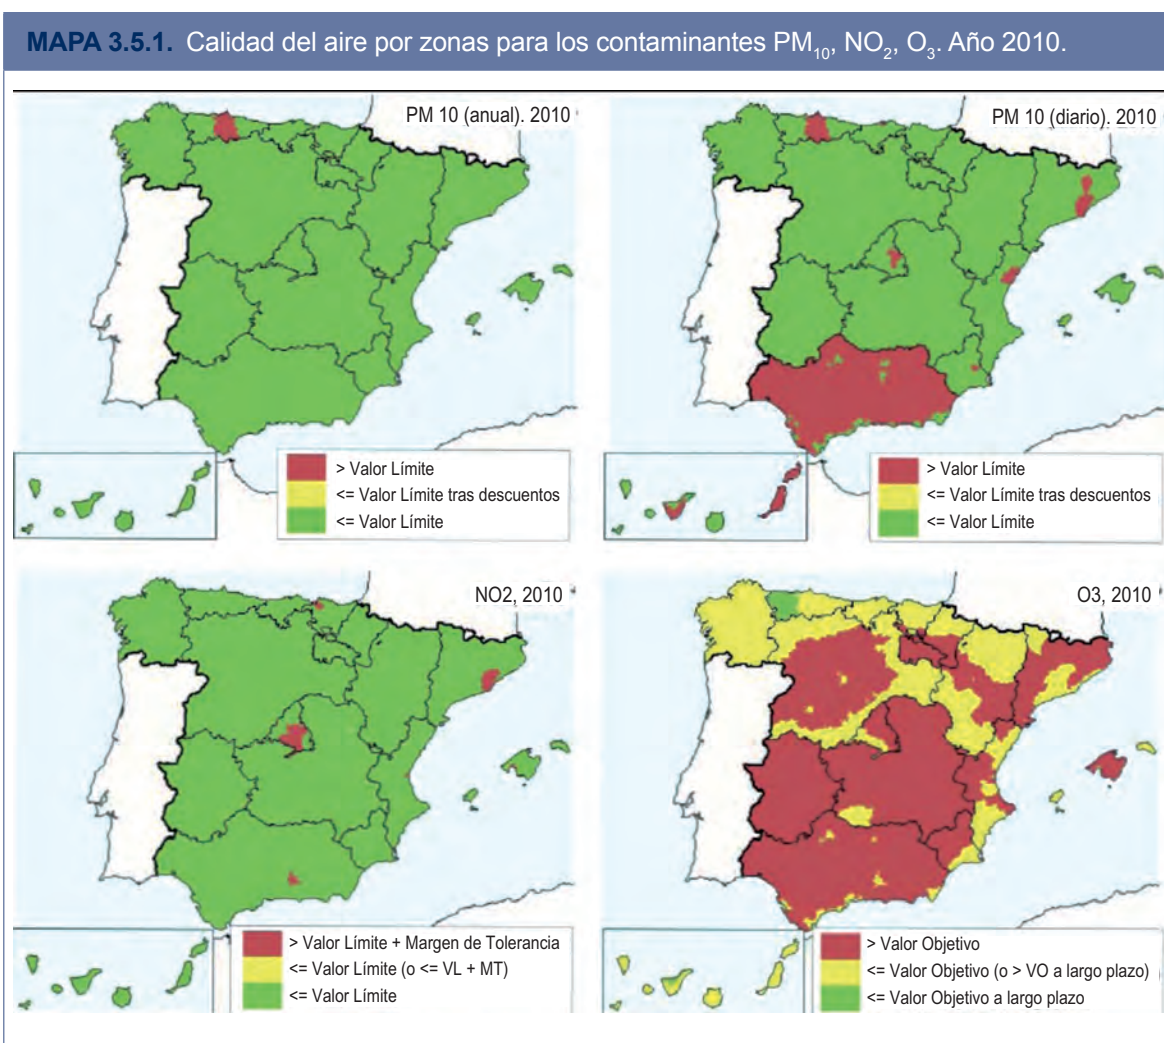 MAPA 3.5.1. Calidad del aire por zonas para los contaminantes PM₁₀, NO₂, O₃. Año 2010.
PM 10 (anual). 2010
> Valor Límite
<= Valor Límite tras descuentos
<= Valor Límite
PM 10 (diario). 2010
> Valor Límite
<= Valor Límite tras descuentos
<= Valor Límite
NO2, 2010
> Valor Límite + Margen de Tolerancia
<= Valor Límite (o <= VL + MT)
<= Valor Límite
O3, 2010
> Valor Objetivo
<= Valor Objetivo (o > VO a largo plazo)
<= Valor Objetivo a largo plazo